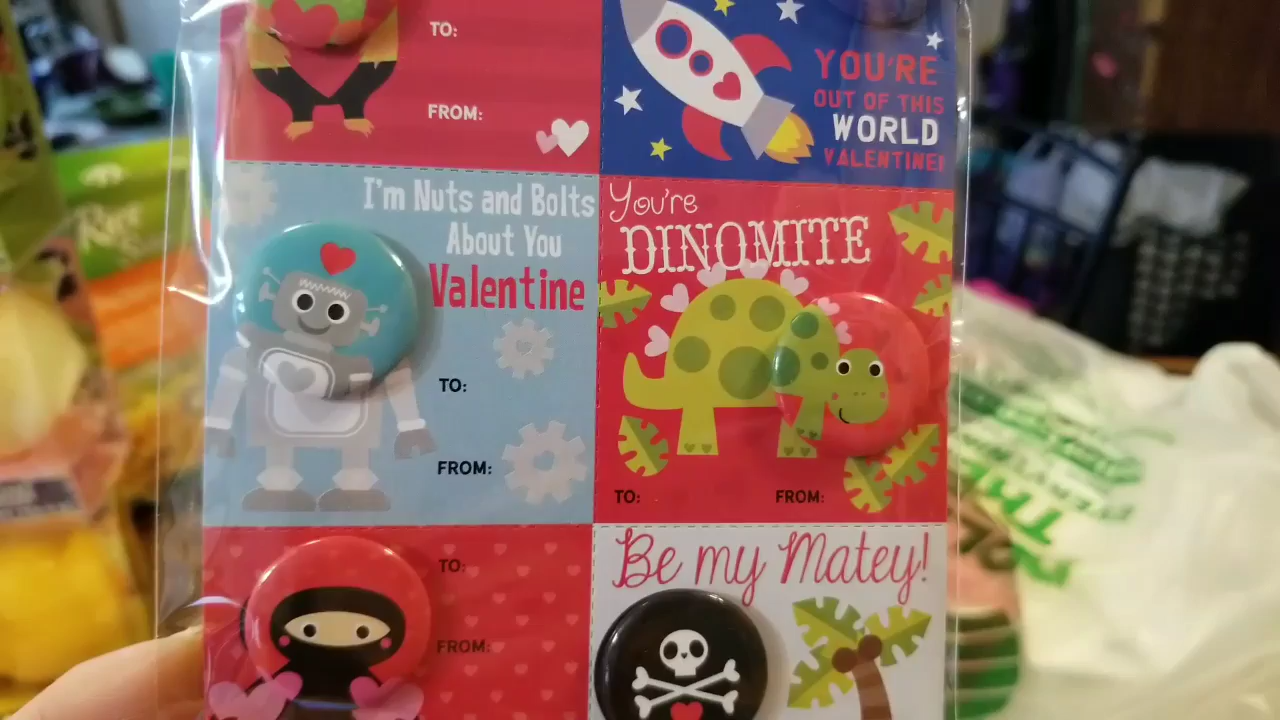 TO:
FROM:
YOU'RE
OUT OF THIS
WORLD
VALENTINE!
I'm Nuts and Bolts
About You
Valentine
TO:
FROM:
You're
DINOMITE
TO:
FROM:
TO:
FROM:
Be my Matey!
Rice